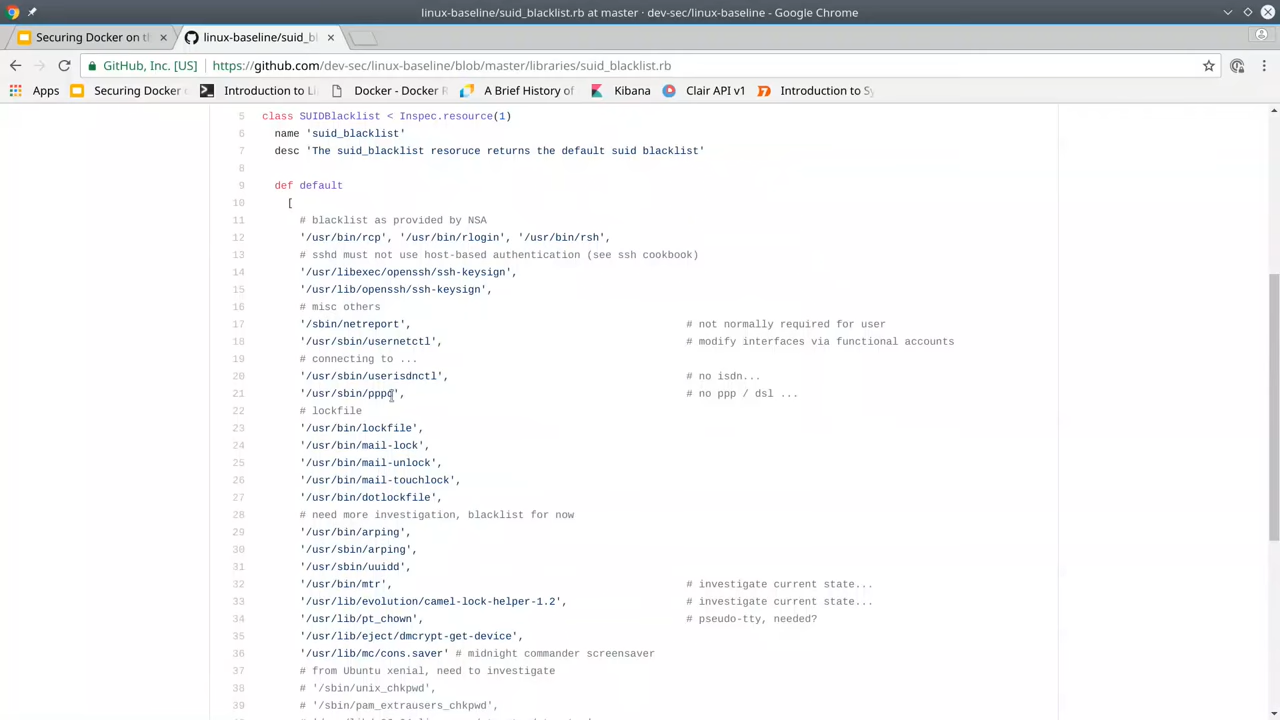 linux-baseline/suid_blacklist.rb at master · dev-sec/linux-baseline - Google Chrome
Securing Docker on th
linux-baseline/suid_bl
GitHub, Inc. [US] https://github.com/dev-sec/linux-baseline/blob/master/libraries/suid_blacklist.rb
Apps Securing Docker o Introduction to Li Docker - Docker R A Brief History of Kibana Clair API v1 Introduction to Sy
5 class SUIDBlacklist < Inspec.resource(1)
6 name 'suid_blacklist'
7 desc 'The suid_blacklist resoruce returns the default suid blacklist'
8
9 def default
10 [
11 # blacklist as provided by NSA
12 '/usr/bin/rcp', '/usr/bin/rlogin', '/usr/bin/rsh',
13 # sshd must not use host-based authentication (see ssh cookbook)
14 '/usr/libexec/openssh/ssh-keysign',
15 '/usr/lib/openssh/ssh-keysign',
16 # misc others
17 '/sbin/netreport', # not normally required for user
18 '/usr/sbin/usernetctl', # modify interfaces via functional accounts
19 # connecting to ...
20 '/usr/sbin/userisdnctl', # no isdn...
21 '/usr/sbin/pppd', # no ppp / dsl ...
22 # lockfile
23 '/usr/bin/lockfile',
24 '/usr/bin/mail-lock',
25 '/usr/bin/mail-unlock',
26 '/usr/bin/mail-touchlock',
27 '/usr/bin/dotlockfile',
28 # need more investigation, blacklist for now
29 '/usr/bin/arping',
30 '/usr/sbin/arping',
31 '/usr/sbin/uuidd',
32 '/usr/bin/mtr', # investigate current state...
33 '/usr/lib/evolution/camel-lock-helper-1.2', # investigate current state...
34 '/usr/lib/pt_chown', # pseudo-tty, needed?
35 '/usr/lib/eject/dmcrypt-get-device',
36 '/usr/lib/mc/cons.saver' # midnight commander screensaver
37 # from Ubuntu xenial, need to investigate
38 # '/sbin/unix_chkpwd',
39 # '/sbin/pam_extrausers_chkpwd',